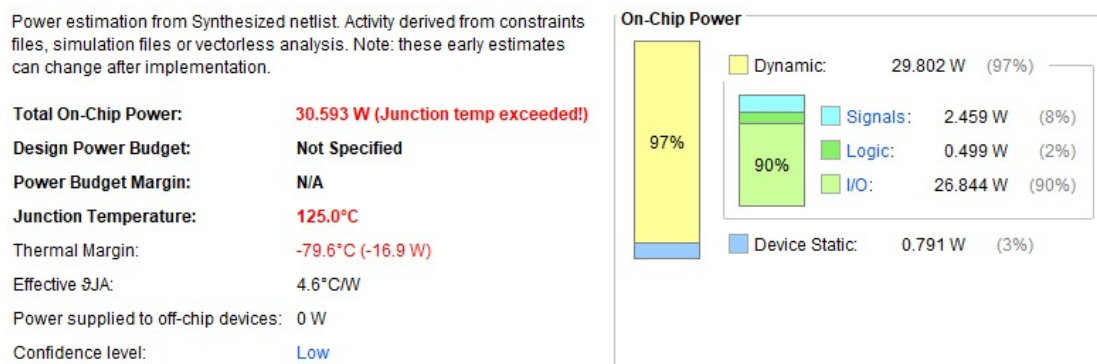 Power estimation from Synthesized netlist. Activity derived from constraints
files, simulation files or vectorless analysis. Note: these early estimates
can change after implementation.
Total On-Chip Power: 30.593 W (Junction temp exceeded!)
Design Power Budget: Not Specified
Power Budget Margin: N/A
Junction Temperature: 125.0°C
Thermal Margin: -79.6°C (-16.9 W)
Effective ϑJA: 4.6°C/W
Power supplied to off-chip devices: 0 W
Confidence level: Low
On-Chip Power
97%
Dynamic: 29.802 W (97%)
90%
Signals: 2.459 W (8%)
Logic: 0.499 W (2%)
I/O: 26.844 W (90%)
Device Static: 0.791 W (3%)